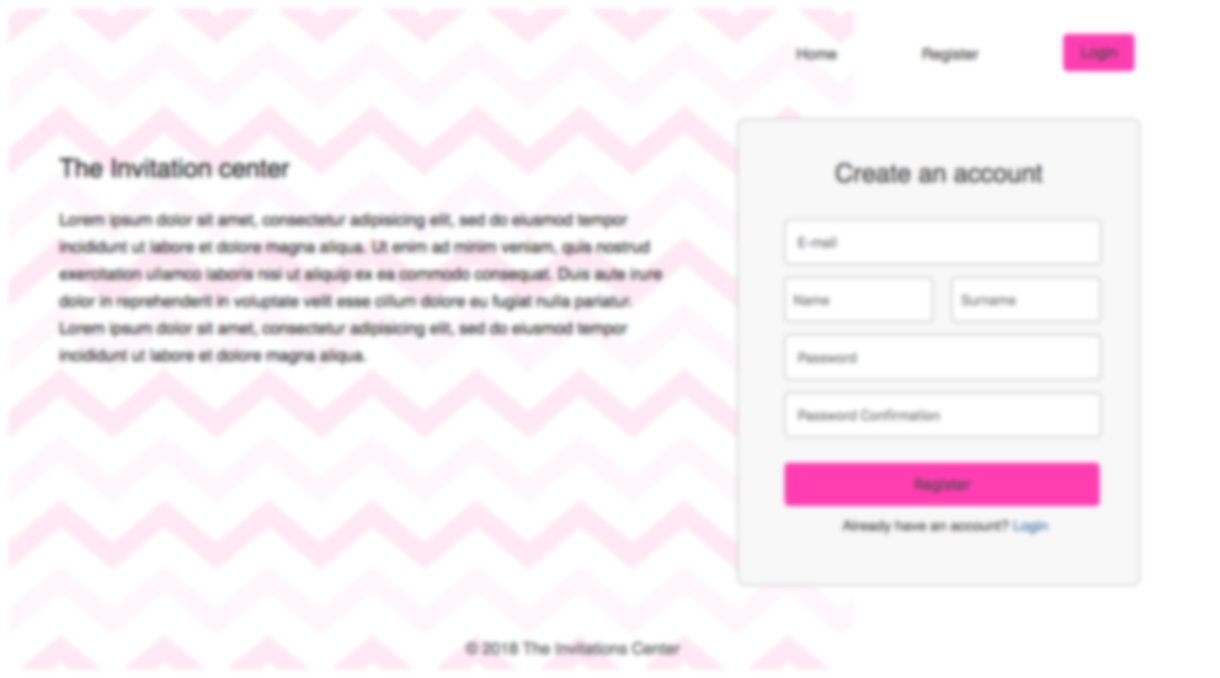 Home
Register
Login
The Invitation center
Lorem ipsum dolor sit amet, consectetur adipisicing elit, sed do eiusmod tempor
incididunt ut labore et dolore magna aliqua. Ut enim ad minim veniam, quis nostrud
exercitation ullamco laboris nisi ut aliquip ex ea commodo consequat. Duis aute irure
dolor in reprehenderit in voluptate velit esse cillum dolore eu fugiat nulla pariatur.
Lorem ipsum dolor sit amet, consectetur adipisicing elit, sed do eiusmod tempor
incididunt ut labore et dolore magna aliqua.
Create an account
E-mail
Name
Surname
Password
Password Confirmation
Register
Already have an account? Login
© 2018 The Invitations Center